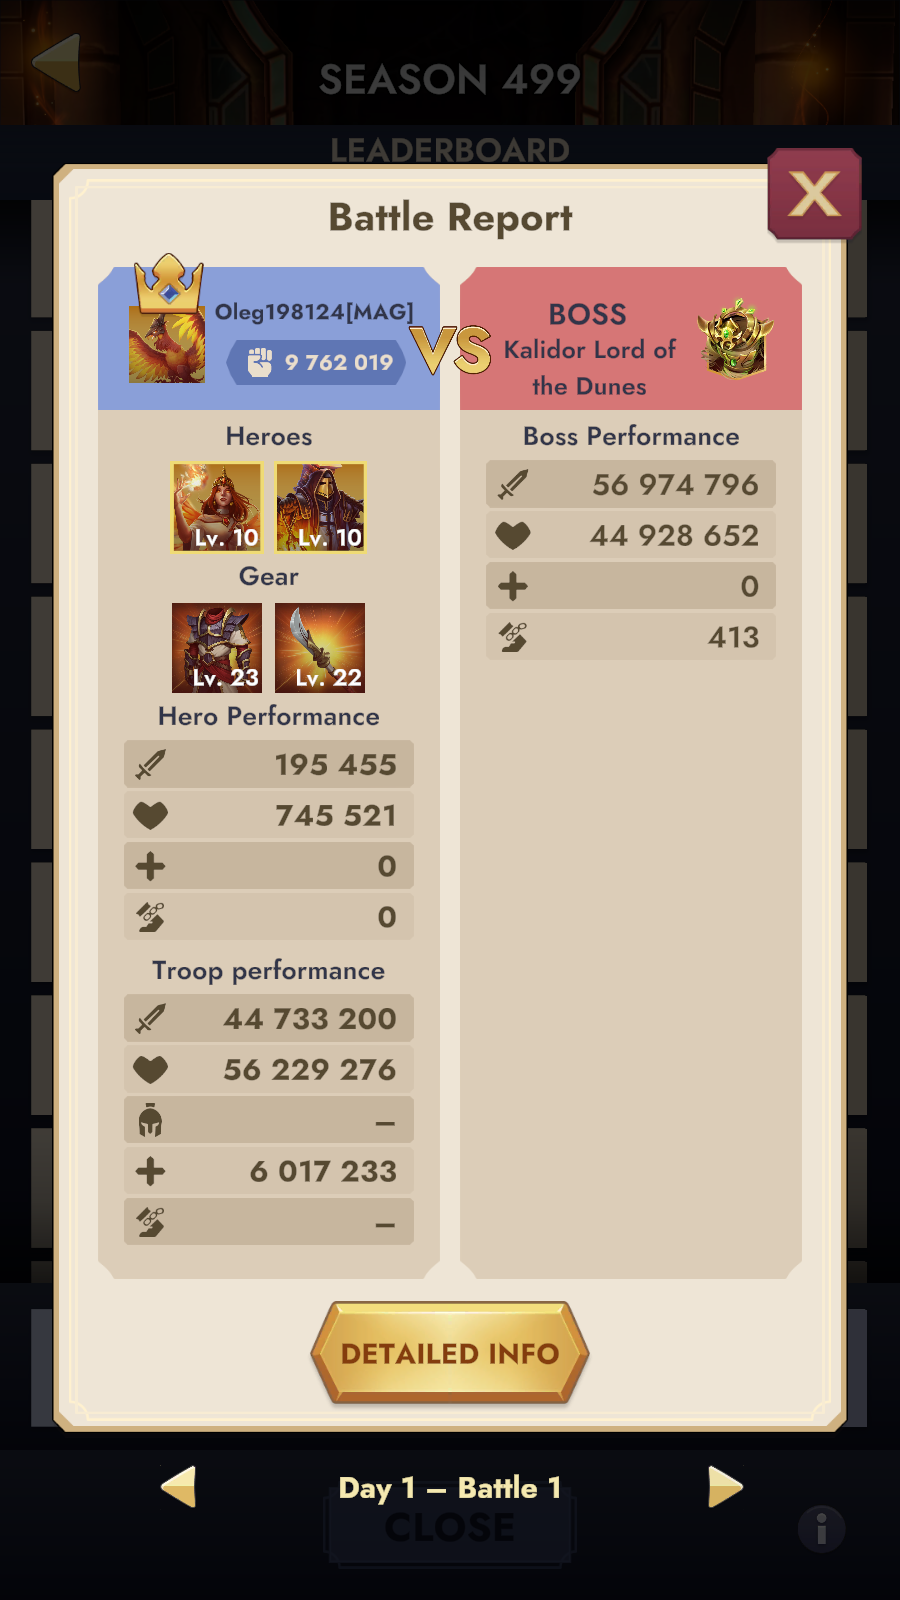 SEASON 499
LEADERBOARD
X
Battle Report
Oleg198124[MAG]
9 762 019
VS
BOSS
Kalidor Lord of
the Dunes
Heroes
Lv. 10
Lv. 10
Gear
Lv. 23
Lv. 22
Hero Performance
195 455
745 521
0
0
Troop performance
44 733 200
56 229 276
–
6 017 233
–
Boss Performance
56 974 796
44 928 652
0
413
DETAILED INFO
Day 1 – Battle 1
CLOSE
i